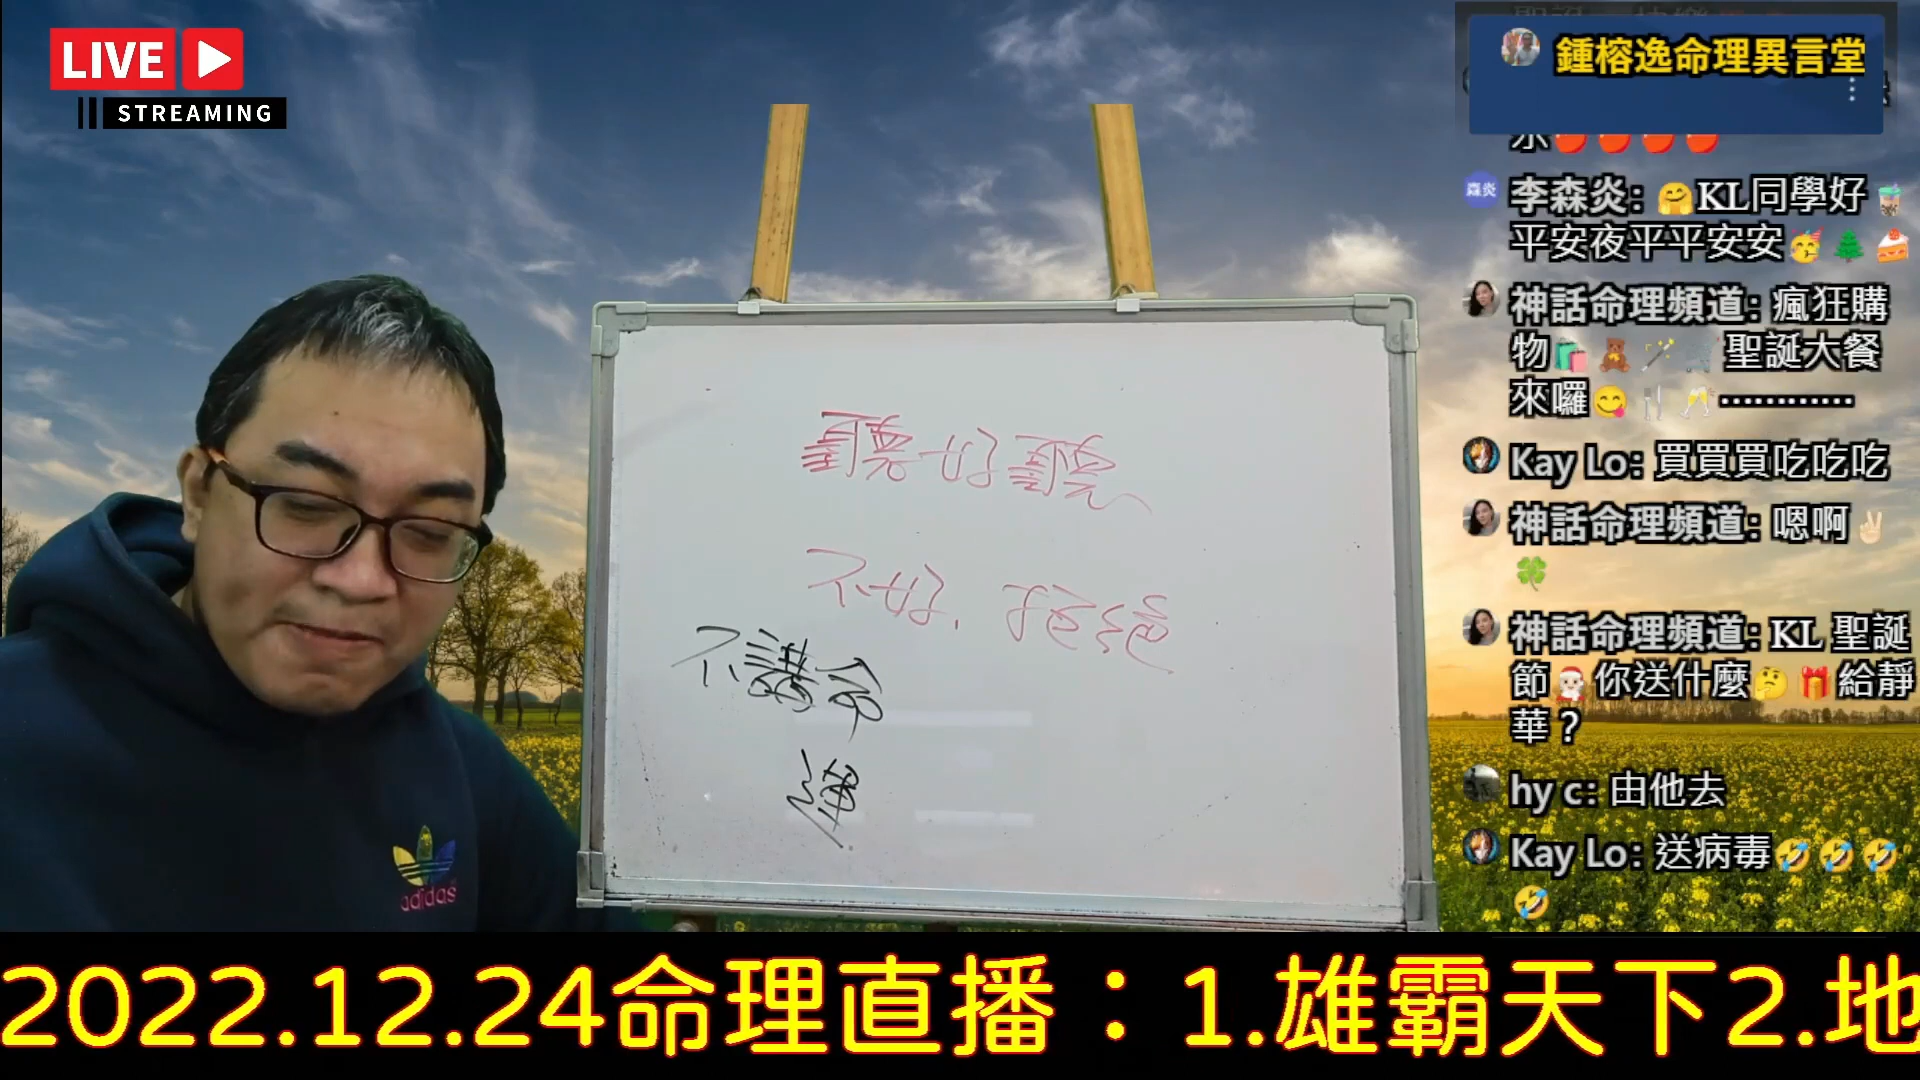 LIVE
STREAMING
鍾榕逸命理異言堂
李森炎: 🤗KL同學好🧋
平安夜平平安安🥳🎄🍰
神話命理頻道: 瘋狂購
物🛍️🧸🪄🛒聖誕大餐
來囉😋🍴🥂…………
Kay Lo: 買買買吃吃吃
神話命理頻道: 嗯啊✌🏻
🍀
神話命理頻道: KL 聖誕
節🎅🏻你送什麼🤔🎁給靜
華？
hy c: 由他去
Kay Lo: 送病毒🤣🤣🤣
🤣
森炎
聽好聽
不好. 拒絕
不講命
運
adidas
2022.12.24命理直播：1.雄霸天下2.地